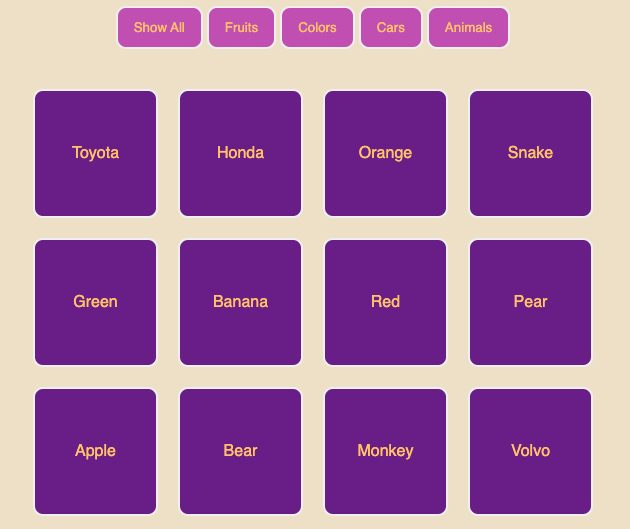 Show All Fruits Colors Cars Animals
Toyota Honda Orange Snake
Green Banana Red Pear
Apple Bear Monkey Volvo